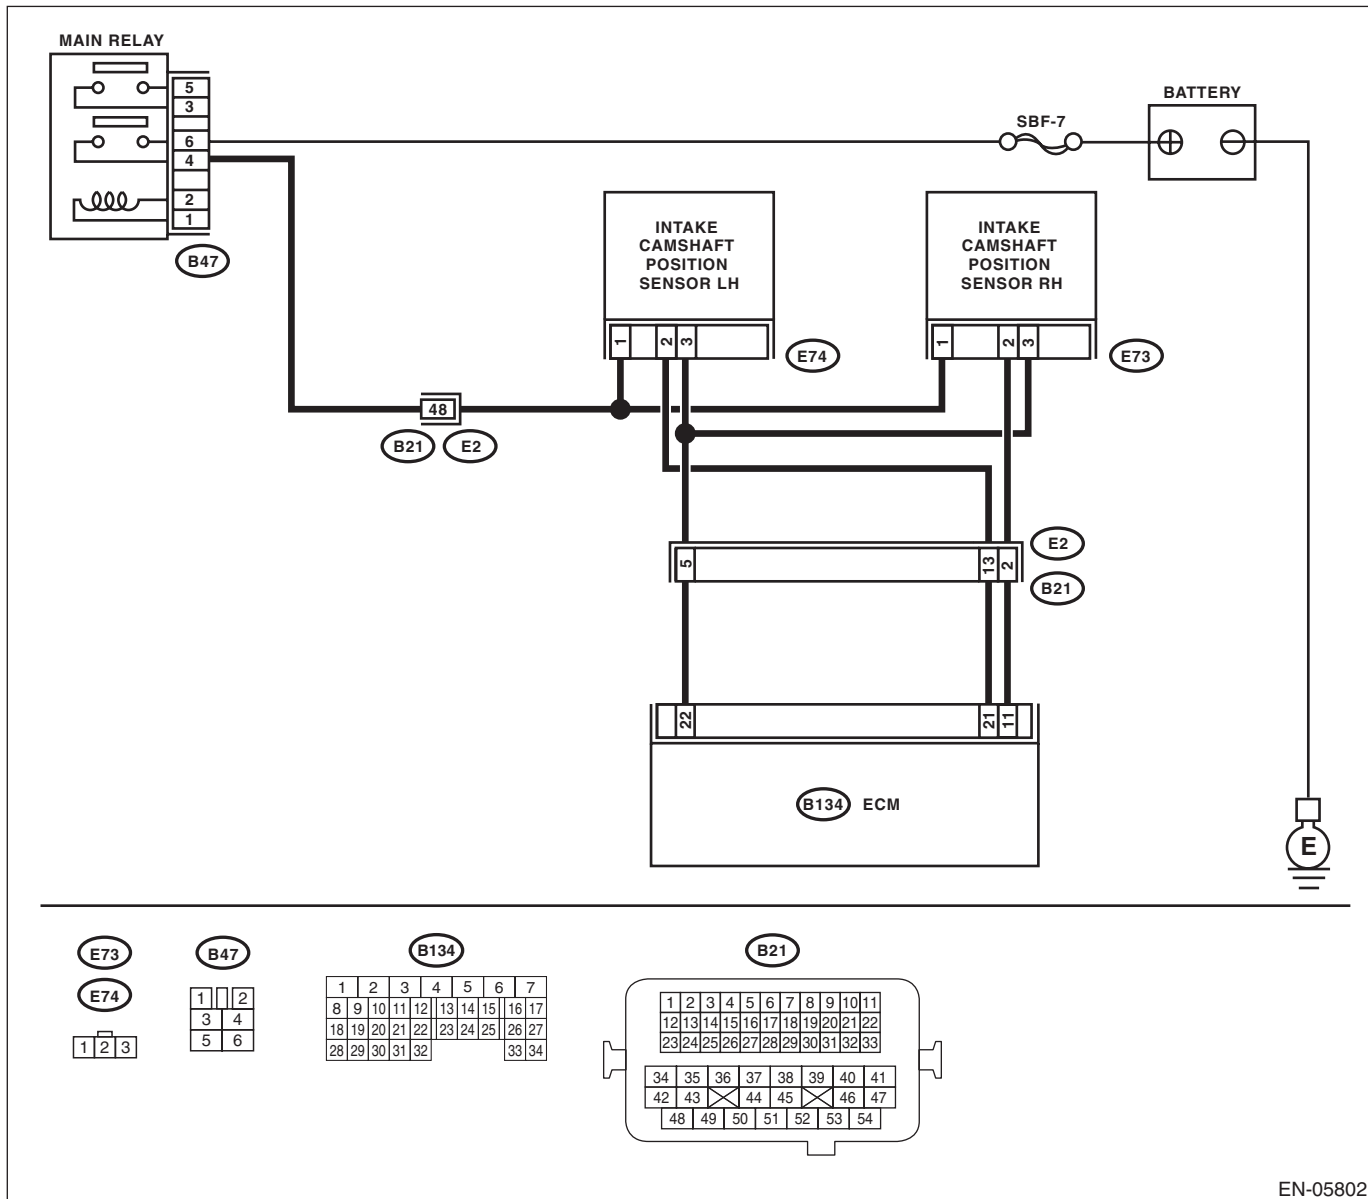 MAIN RELAY
5
3
6
4
2
1
B47
SBF-7
BATTERY
INTAKE
CAMSHAFT
POSITION
SENSOR LH
1 2 3
E74
INTAKE
CAMSHAFT
POSITION
SENSOR RH
1 2 3
E73
48
B21 E2
E2
5 13 2
B21
22 21 11
B134 ECM
E
E73
E74
1 2 3
B47
1 2
3 4
5 6
B134
1 2 3 4 5 6 7
8 9 10 11 12 13 14 15 16 17
18 19 20 21 22 23 24 25 26 27
28 29 30 31 32 33 34
B21
1 2 3 4 5 6 7 8 9 10 11
12 13 14 15 16 17 18 19 20 21 22
23 24 25 26 27 28 29 30 31 32 33
34 35 36 37 38 39 40 41
42 43 44 45 46 47
48 49 50 51 52 53 54
EN-05802